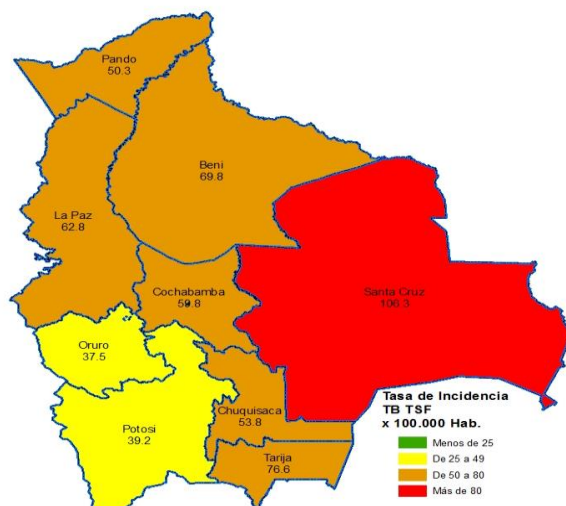 Pando
50.3
Beni
69.8
La Paz
62.8
Cochabamba
59.8
Santa Cruz
106.3
Oruro
37.5
Potosi
39.2
Chuquisaca
53.8
Tarija
76.6
Tasa de Incidencia
TB TSF
x 100.000 Hab.
Menos de 25
De 25 a 49
De 50 a 80
Más de 80